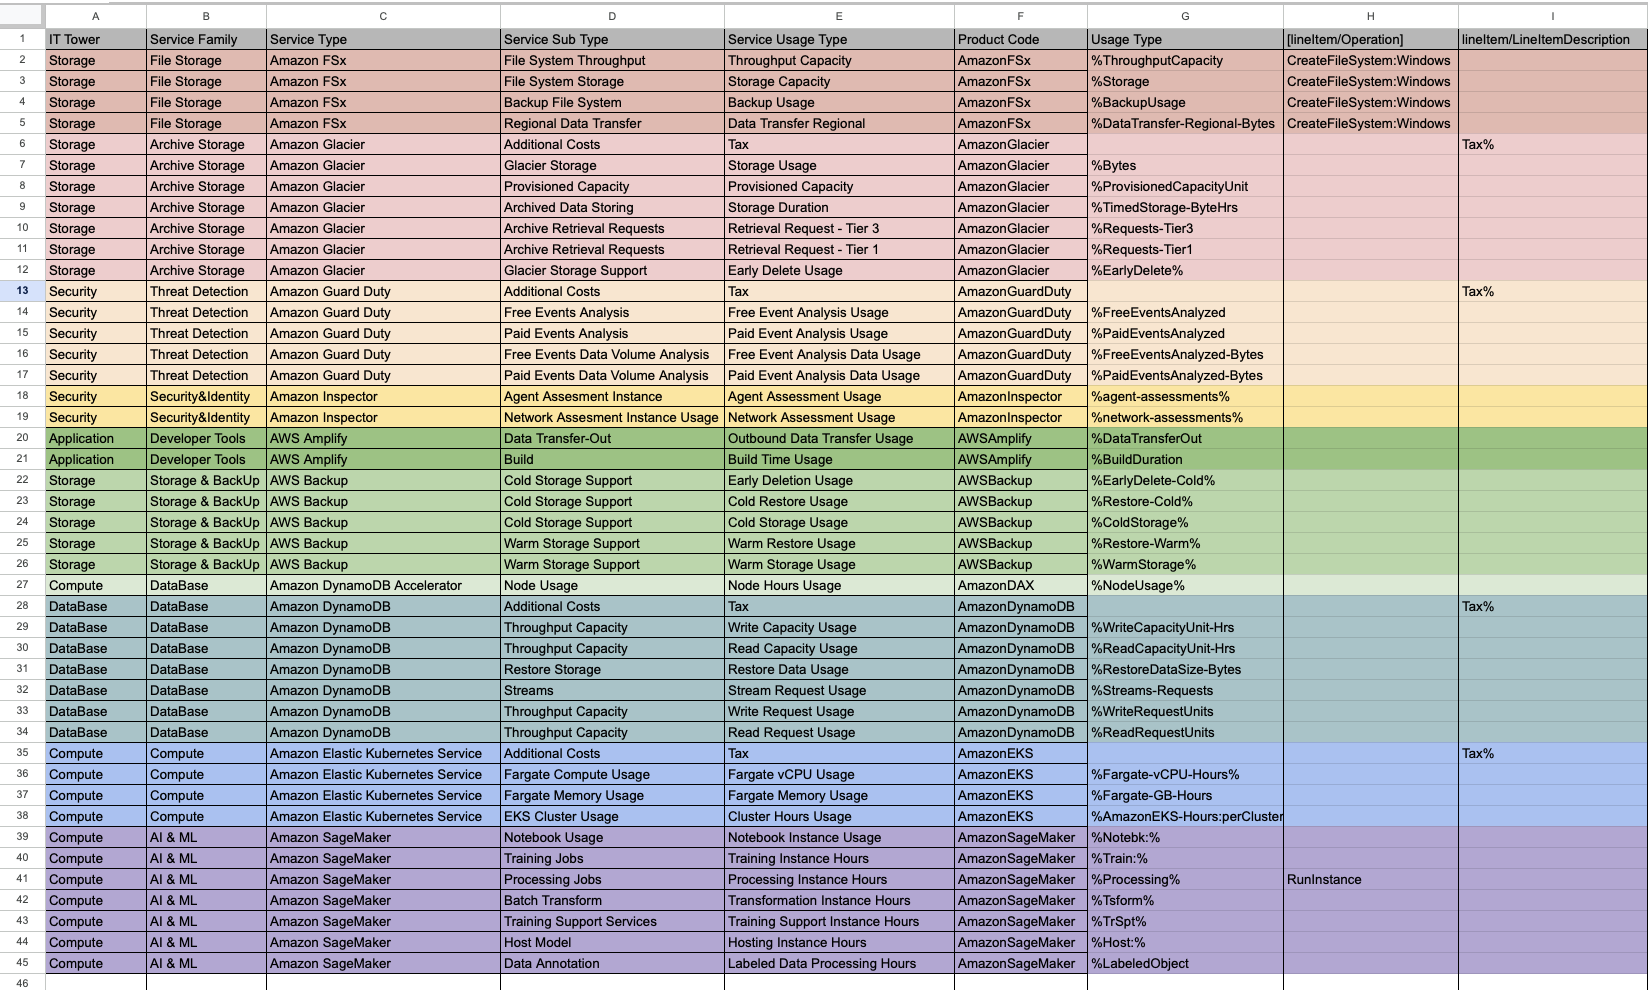 A B C D E F G H I
1 IT Tower Service Family Service Type Service Sub Type Service Usage Type Product Code Usage Type [lineItem/Operation] lineItem/LineItemDescription
2 Storage File Storage Amazon FSx File System Throughput Throughput Capacity AmazonFSx %ThroughputCapacity CreateFileSystem:Windows
3 Storage File Storage Amazon FSx File System Storage Storage Capacity AmazonFSx %Storage CreateFileSystem:Windows
4 Storage File Storage Amazon FSx Backup File System Backup Usage AmazonFSx %BackupUsage CreateFileSystem:Windows
5 Storage File Storage Amazon FSx Regional Data Transfer Data Transfer Regional AmazonFSx %DataTransfer-Regional-Bytes CreateFileSystem:Windows
6 Storage Archive Storage Amazon Glacier Additional Costs Tax AmazonGlacier Tax%
7 Storage Archive Storage Amazon Glacier Glacier Storage Storage Usage AmazonGlacier %Bytes
8 Storage Archive Storage Amazon Glacier Provisioned Capacity Provisioned Capacity AmazonGlacier %ProvisionedCapacityUnit
9 Storage Archive Storage Amazon Glacier Archived Data Storing Storage Duration AmazonGlacier %TimedStorage-ByteHrs
10 Storage Archive Storage Amazon Glacier Archive Retrieval Requests Retrieval Request - Tier 3 AmazonGlacier %Requests-Tier3
11 Storage Archive Storage Amazon Glacier Archive Retrieval Requests Retrieval Request - Tier 1 AmazonGlacier %Requests-Tier1
12 Storage Archive Storage Amazon Glacier Glacier Storage Support Early Delete Usage AmazonGlacier %EarlyDelete%
13 Security Threat Detection Amazon Guard Duty Additional Costs Tax AmazonGuardDuty Tax%
14 Security Threat Detection Amazon Guard Duty Free Events Analysis Free Event Analysis Usage AmazonGuardDuty %FreeEventsAnalyzed
15 Security Threat Detection Amazon Guard Duty Paid Events Analysis Paid Event Analysis Usage AmazonGuardDuty %PaidEventsAnalyzed
16 Security Threat Detection Amazon Guard Duty Free Events Data Volume Analysis Free Event Analysis Data Usage AmazonGuardDuty %FreeEventsAnalyzed-Bytes
17 Security Threat Detection Amazon Guard Duty Paid Events Data Volume Analysis Paid Event Analysis Data Usage AmazonGuardDuty %PaidEventsAnalyzed-Bytes
18 Security Security&Identity Amazon Inspector Agent Assesment Instance Agent Assessment Usage AmazonInspector %agent-assessments%
19 Security Security&Identity Amazon Inspector Network Assesment Instance Usage Network Assessment Usage AmazonInspector %network-assessments%
20 Application Developer Tools AWS Amplify Data Transfer-Out Outbound Data Transfer Usage AWSAmplify %DataTransferOut
21 Application Developer Tools AWS Amplify Build Build Time Usage AWSAmplify %BuildDuration
22 Storage Storage & BackUp AWS Backup Cold Storage Support Early Deletion Usage AWSBackup %EarlyDelete-Cold%
23 Storage Storage & BackUp AWS Backup Cold Storage Support Cold Restore Usage AWSBackup %Restore-Cold%
24 Storage Storage & BackUp AWS Backup Cold Storage Support Cold Storage Usage AWSBackup %ColdStorage%
25 Storage Storage & BackUp AWS Backup Warm Storage Support Warm Restore Usage AWSBackup %Restore-Warm%
26 Storage Storage & BackUp AWS Backup Warm Storage Support Warm Storage Usage AWSBackup %WarmStorage%
27 Compute DataBase Amazon DynamoDB Accelerator Node Usage Node Hours Usage AmazonDAX %NodeUsage%
28 DataBase DataBase Amazon DynamoDB Additional Costs Tax AmazonDynamoDB Tax%
29 DataBase DataBase Amazon DynamoDB Throughput Capacity Write Capacity Usage AmazonDynamoDB %WriteCapacityUnit-Hrs
30 DataBase DataBase Amazon DynamoDB Throughput Capacity Read Capacity Usage AmazonDynamoDB %ReadCapacityUnit-Hrs
31 DataBase DataBase Amazon DynamoDB Restore Storage Restore Data Usage AmazonDynamoDB %RestoreDataSize-Bytes
32 DataBase DataBase Amazon DynamoDB Streams Stream Request Usage AmazonDynamoDB %Streams-Requests
33 DataBase DataBase Amazon DynamoDB Throughput Capacity Write Request Usage AmazonDynamoDB %WriteRequestUnits
34 DataBase DataBase Amazon DynamoDB Throughput Capacity Read Request Usage AmazonDynamoDB %ReadRequestUnits
35 Compute Compute Amazon Elastic Kubernetes Service Additional Costs Tax AmazonEKS Tax%
36 Compute Compute Amazon Elastic Kubernetes Service Fargate Compute Usage Fargate vCPU Usage AmazonEKS %Fargate-vCPU-Hours%
37 Compute Compute Amazon Elastic Kubernetes Service Fargate Memory Usage Fargate Memory Usage AmazonEKS %Fargate-GB-Hours
38 Compute Compute Amazon Elastic Kubernetes Service EKS Cluster Usage Cluster Hours Usage AmazonEKS %AmazonEKS-Hours:perCluster
39 Compute AI & ML Amazon SageMaker Notebook Usage Notebook Instance Usage AmazonSageMaker %Notebk:%
40 Compute AI & ML Amazon SageMaker Training Jobs Training Instance Hours AmazonSageMaker %Train:%
41 Compute AI & ML Amazon SageMaker Processing Jobs Processing Instance Hours AmazonSageMaker %Processing% RunInstance
42 Compute AI & ML Amazon SageMaker Batch Transform Transformation Instance Hours AmazonSageMaker %Tsform%
43 Compute AI & ML Amazon SageMaker Training Support Services Training Support Instance Hours AmazonSageMaker %TrSpt%
44 Compute AI & ML Amazon SageMaker Host Model Hosting Instance Hours AmazonSageMaker %Host:%
45 Compute AI & ML Amazon SageMaker Data Annotation Labeled Data Processing Hours AmazonSageMaker %LabeledObject
46